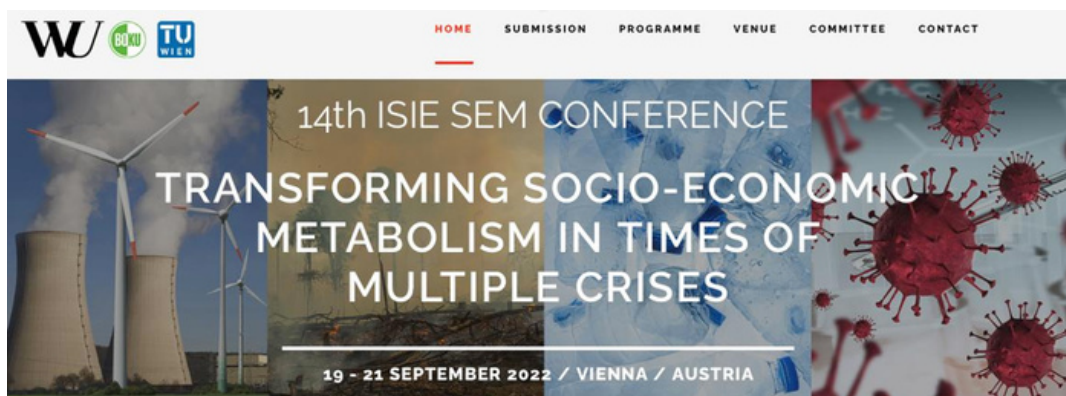 WU BOKU TU
WIEN
HOME SUBMISSION PROGRAMME VENUE COMMITTEE CONTACT
14th ISIE SEM CONFERENCE
TRANSFORMING SOCIO-ECONOMIC
METABOLISM IN TIMES OF
MULTIPLE CRISES
19 - 21 SEPTEMBER 2022 / VIENNA / AUSTRIA